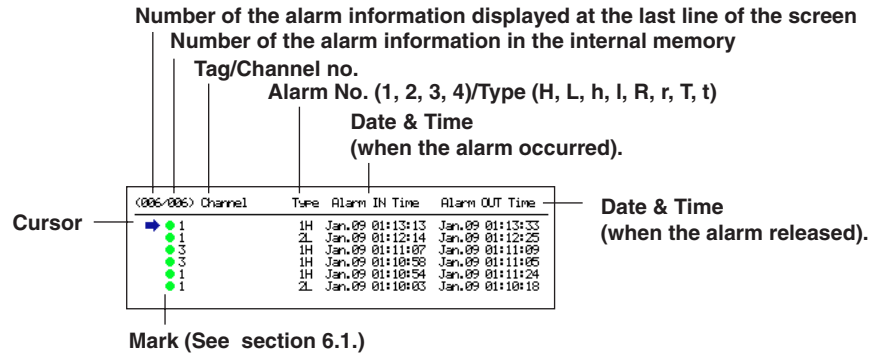 Number of the alarm information displayed at the last line of the screen
Number of the alarm information in the internal memory
Tag/Channel no.
Alarm No. (1, 2, 3, 4)/Type (H, L, h, l, R, r, T, t)
Date & Time
(when the alarm occurred).
(006/006) Channel Type Alarm IN Time Alarm OUT Time
Cursor
Date & Time
(when the alarm released).
1 1H Jan.09 01:13:13 Jan.09 01:13:33
1 2L Jan.09 01:12:14 Jan.09 01:12:25
3 1H Jan.09 01:11:07 Jan.09 01:11:09
3 1H Jan.09 01:10:58 Jan.09 01:11:05
1 1H Jan.09 01:10:54 Jan.09 01:11:24
1 2L Jan.09 01:10:03 Jan.09 01:10:18
Mark (See section 6.1.)